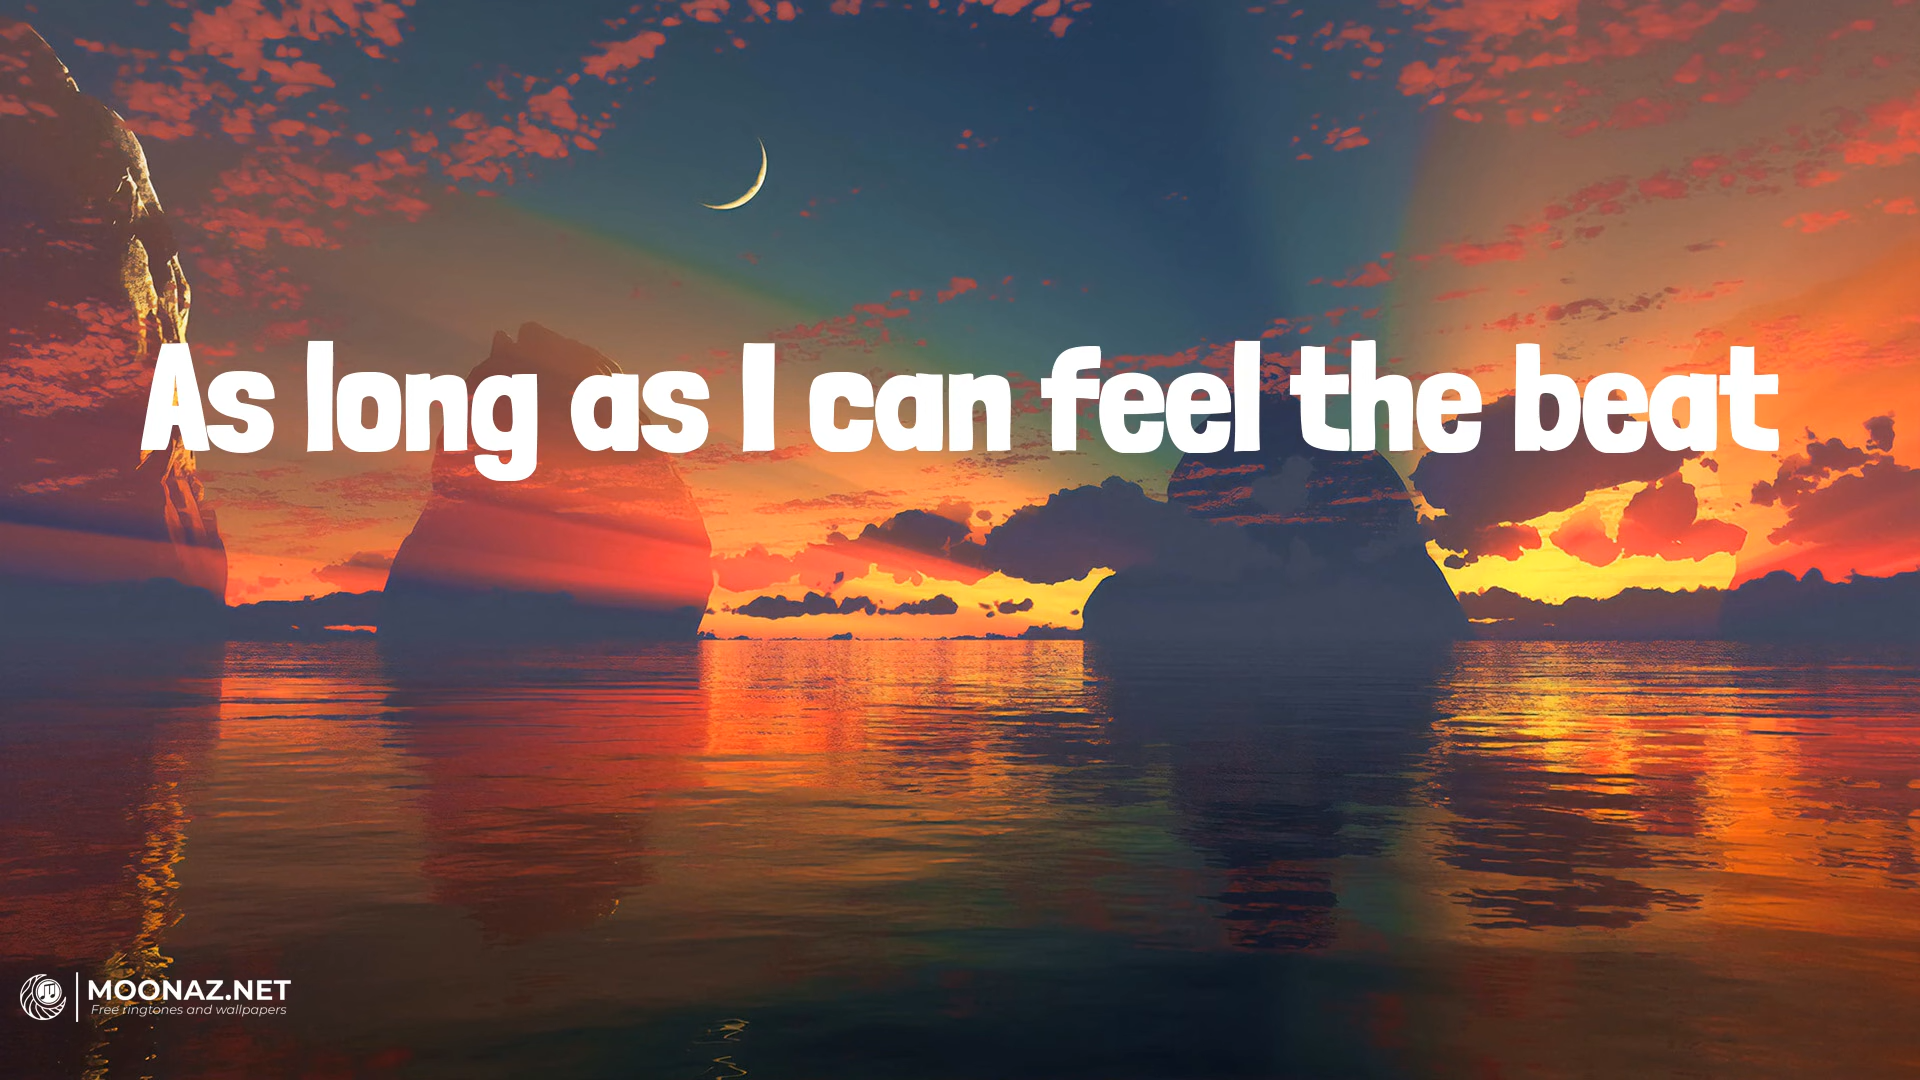 As long as I can feel the beat
MOONAZ.NET
Free ringtones and wallpapers